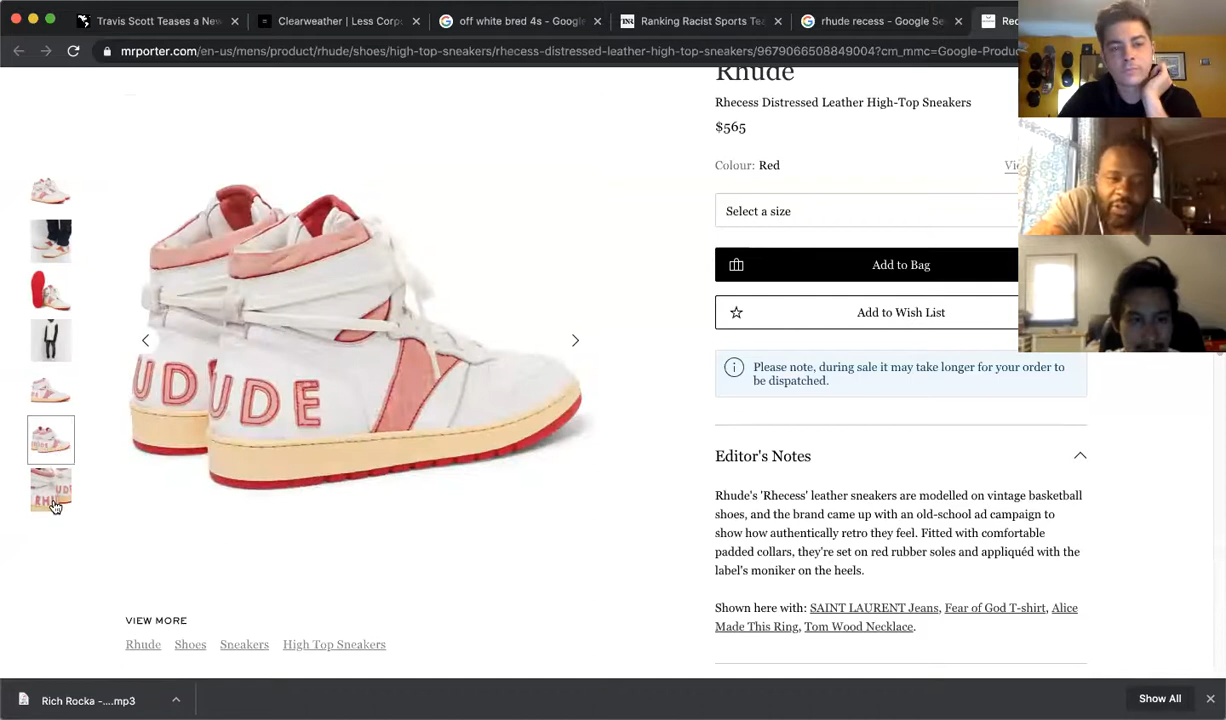 Travis Scott Teases a New
Clearweather | Less Corpo
off white bred 4s - Google
Ranking Racist Sports Tea
rhude recess - Google Se
Rec
mrporter.com/en-us/mens/product/rhude/shoes/high-top-sneakers/rhecess-distressed-leather-high-top-sneakers/9679066508849004?cm_mmc=Google-Produc
Rhude
Rhecess Distressed Leather High-Top Sneakers
$565
Colour: Red
Select a size
Add to Bag
Add to Wish List
Please note, during sale it may take longer for your order to
be dispatched.
Editor's Notes
Rhude's 'Rhecess' leather sneakers are modelled on vintage basketball
shoes, and the brand came up with an old-school ad campaign to
show how authentically retro they feel. Fitted with comfortable
padded collars, they're set on red rubber soles and appliquéd with the
label's moniker on the heels.
Shown here with: SAINT LAURENT Jeans, Fear of God T-shirt, Alice
Made This Ring, Tom Wood Necklace.
UD UDE
VIEW MORE
Rhude Shoes Sneakers High Top Sneakers
Rich Rocka -....mp3
Show All